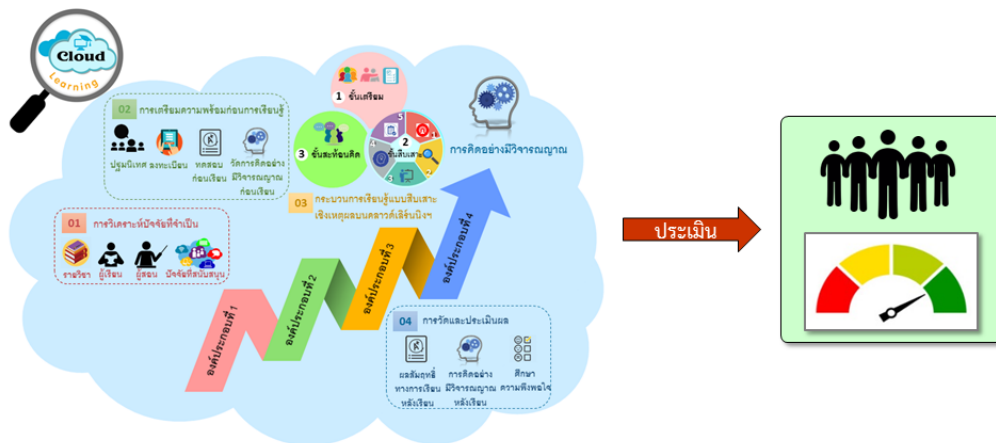 Cloud
Learning
02 การเตรียมความพร้อมก่อนการเรียนรู้
ปฐมนิเทศ
ลงทะเบียน
ทดสอบ
ก่อนเรียน
วัดการคิดอย่าง
มีวิจารณญาณ
ก่อนเรียน
1 ขั้นเตรียม
3 ขั้นสะท้อนคิด
5
2
ขั้นสืบเสาะ
3
การคิดอย่างมีวิจารณญาณ
03 กระบวนการเรียนรู้แบบสืบเสาะ
เชิงเหตุผลบนคลาวด์เลิร์นนิงฯ
01 การวิเคราะห์ปัจจัยที่จำเป็น
รายวิชา
ผู้เรียน
ผู้สอน
ปัจจัยที่สนับสนุน
องค์ประกอบที่ 1
องค์ประกอบที่ 2
องค์ประกอบที่ 3
องค์ประกอบที่ 4
04 การวัดและประเมินผล
ผลสัมฤทธิ์
ทางการเรียน
หลังเรียน
การคิดอย่าง
มีวิจารณญาณ
หลังเรียน
ศึกษา
ความพึงพอใจ
ประเมิน